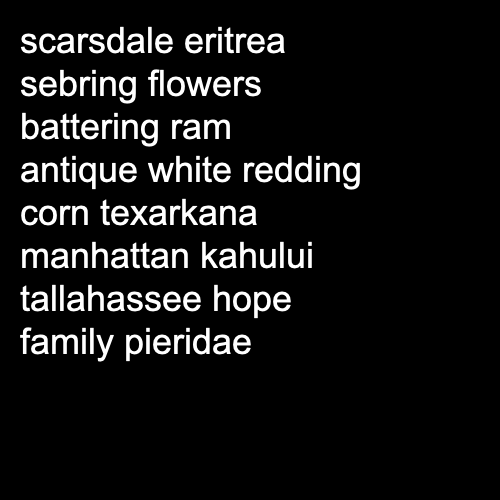 scarsdale eritrea
sebring flowers
battering ram
antique white redding
corn texarkana
manhattan kahului
tallahassee hope
family pieridae